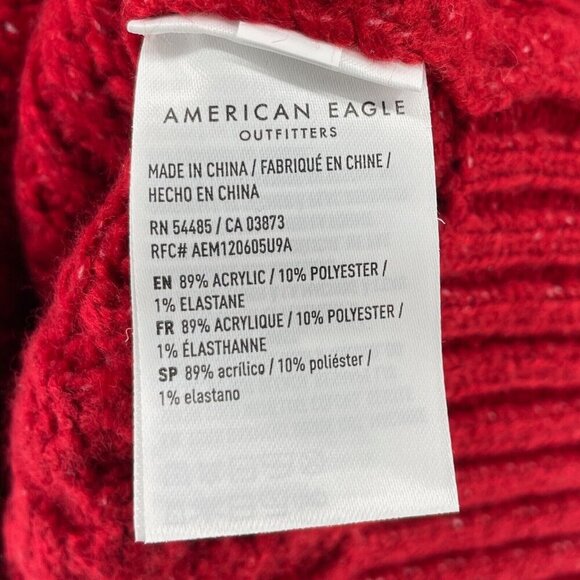 AMERICAN EAGLE
OUTFITTERS
MADE IN CHINA / FABRIQUÉ EN CHINE /
HECHO EN CHINA
RN 54485 / CA 03873
RFC# AEM120605U9A
EN 89% ACRYLIC / 10% POLYESTER /
1% ELASTANE
FR 89% ACRYLIQUE / 10% POLYESTER /
1% ÉLASTHANNE
SP 89% acrílico / 10% poliéster /
1% elastano